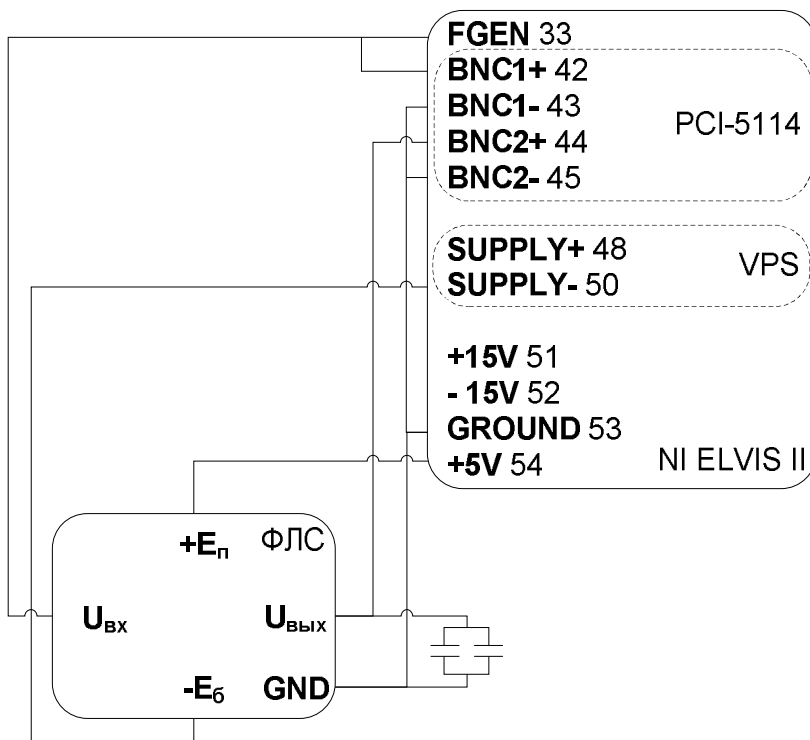 FGEN 33
BNC1+ 42
BNC1- 43
PCI-5114
BNC2+ 44
BNC2- 45
SUPPLY+ 48
VPS
SUPPLY- 50
+15V 51
- 15V 52
GROUND 53
+5V 54
NI ELVIS II
+Eп
ФЛС
Uвх
Uвых
-Eб
GND